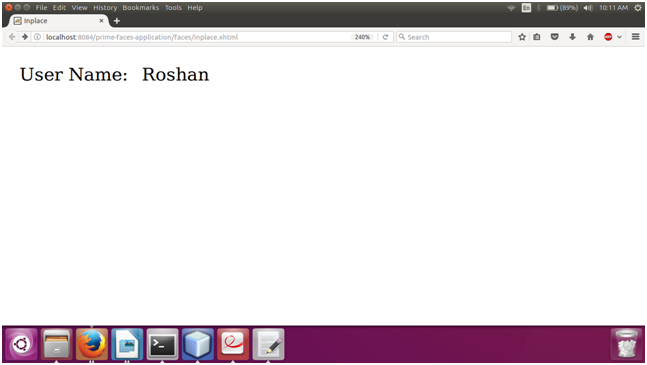 File Edit View History Bookmarks Tools Help En (89%) 10:11 AM
Inplace
localhost:8084/prime-faces-application/faces/inplace.xhtml 240% Search ABP
User Name: Roshan